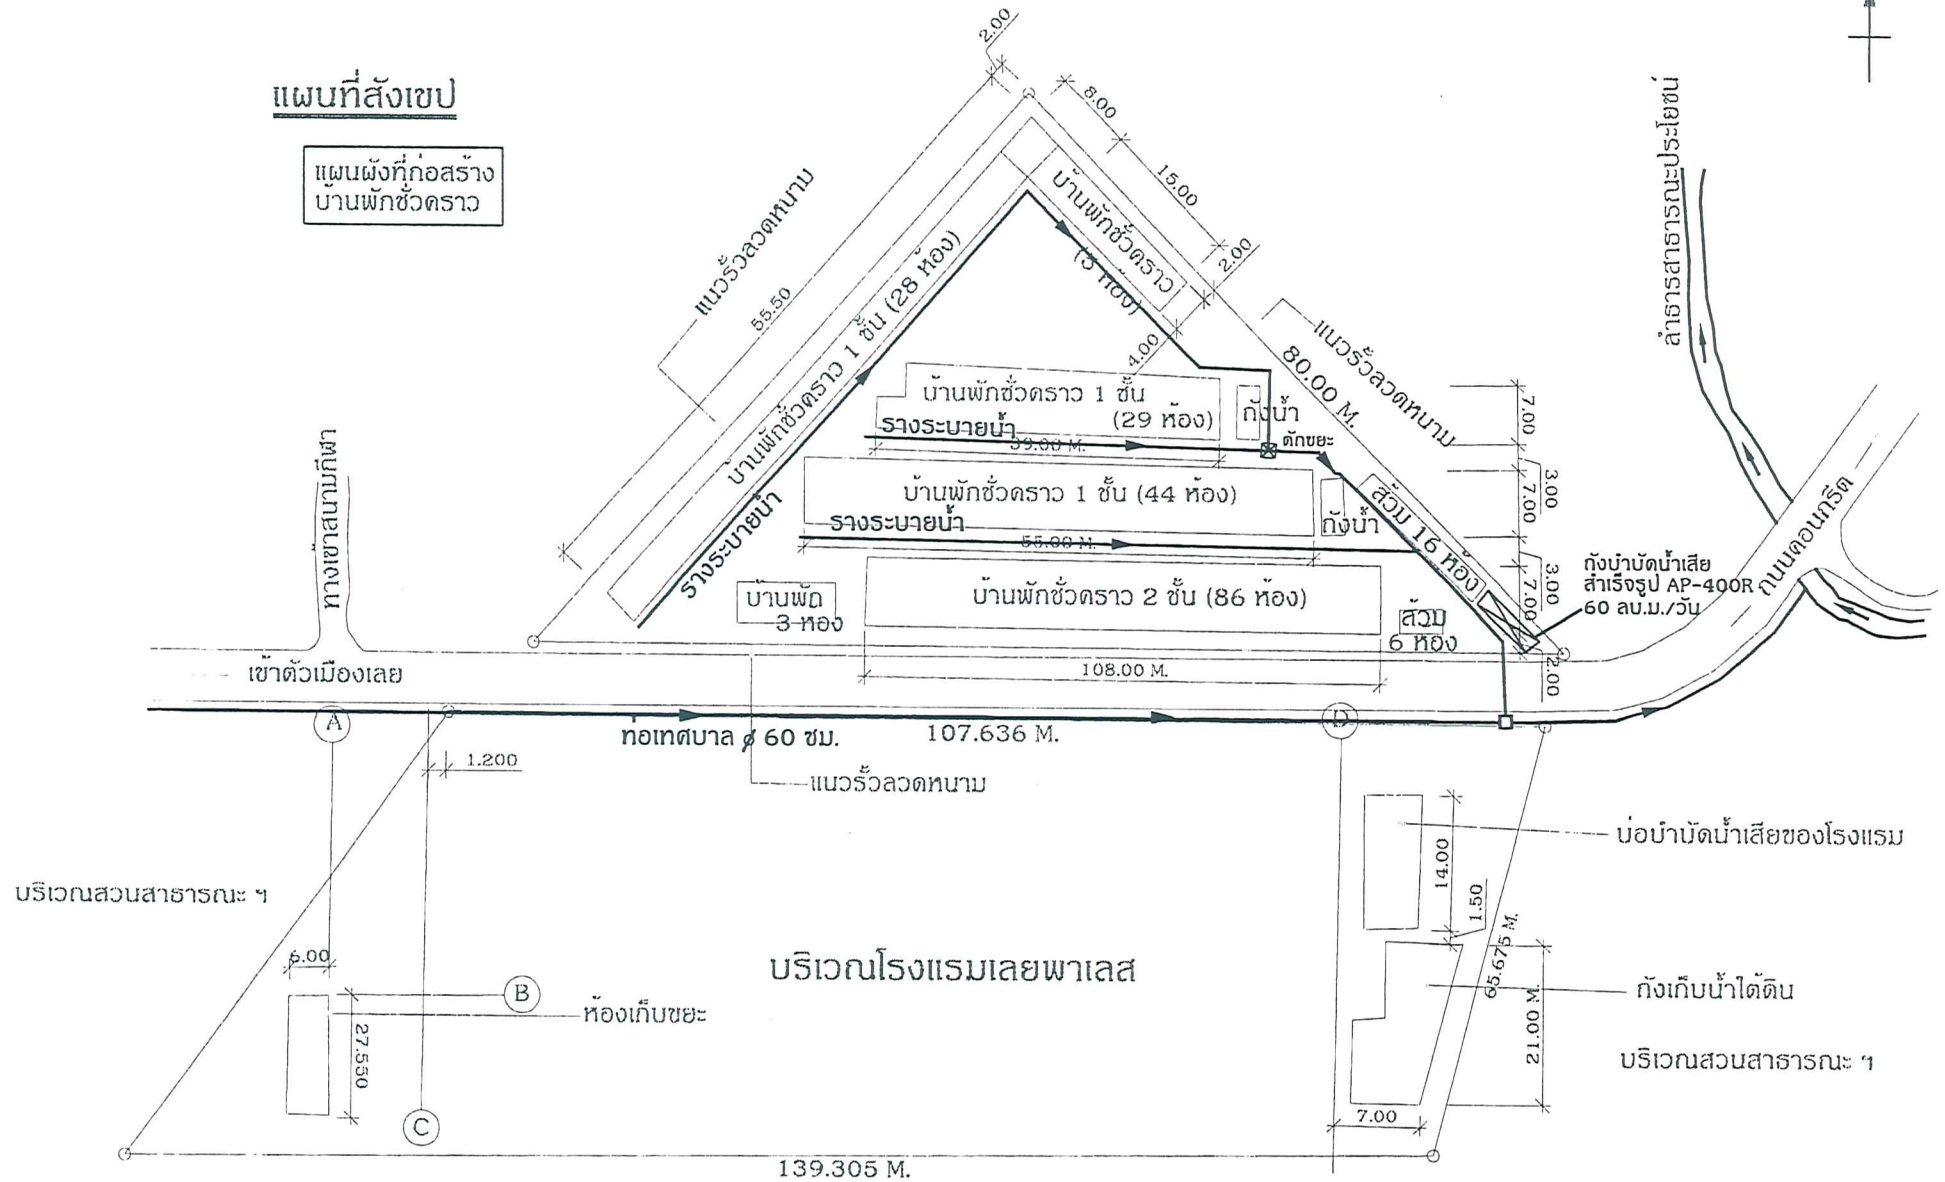 แผนที่สังเขป
แผนผังที่ก่อสร้าง
บ้านพักชั่วคราว
2.00
8.00
15.00
2.00
4.00
55.50
แนวรั้วลวดหนาม
บ้านพักชั่วคราว
(5 ห้อง)
บ้านพักชั่วคราว 1 ชั้น (28 ห้อง)
แนวรั้วลวดหนาม
80.00 M.
ลำธารสาธารณะประโยชน์
บ้านพักชั่วคราว 1 ชั้น
(29 ห้อง)
ถังน้ำ
รางระบายน้ำ
39.00 M.
ดักขยะ
7.00
3.00
7.00
3.00
7.00
2.00
บ้านพักชั่วคราว 1 ชั้น (44 ห้อง)
ถังน้ำ
ส้วม 16 ห้อง
รางระบายน้ำ
55.00 M.
รางระบายน้ำ
ทางเข้าสนามกีฬา
ถนนคอนกรีต
ถังบำบัดน้ำเสีย
สำเร็จรูป AP-400R
60 ลบ.ม./วัน
บ้านพัก
3 ห้อง
บ้านพักชั่วคราว 2 ชั้น (86 ห้อง)
ส้วม
6 ห้อง
เข้าตัวเมืองเลย
108.00 M.
A
D
ท่อเทศบาล ø 60 ซม.
107.636 M.
1.200
แนวรั้วลวดหนาม
บ่อบำบัดน้ำเสียของโรงแรม
14.00
1.50
บริเวณสวนสาธารณะ ฯ
65.675 M.
บริเวณโรงแรมเลยพาเลส
6.00
B
ห้องเก็บขยะ
27.550
ถังเก็บน้ำใต้ดิน
21.00 M.
บริเวณสวนสาธารณะ ฯ
C
7.00
139.305 M.